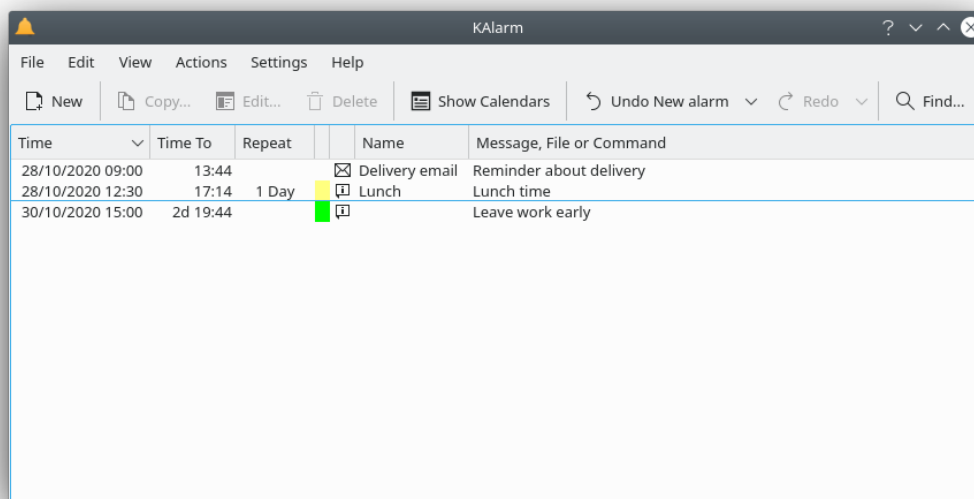 KAlarm
File Edit View Actions Settings Help
New Copy... Edit... Delete Show Calendars Undo New alarm Redo Find...
Time Time To Repeat Name Message, File or Command
28/10/2020 09:00 13:44 Delivery email Reminder about delivery
28/10/2020 12:30 17:14 1 Day Lunch Lunch time
30/10/2020 15:00 2d 19:44 Leave work early